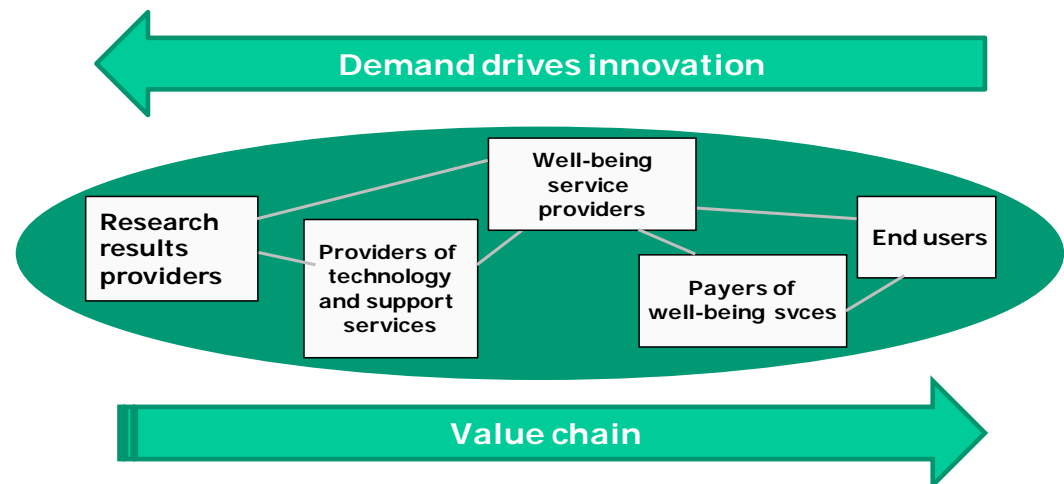 Demand drives innovation
Well-being
service
providers
Research
results
providers
Providers of
technology
and support
services
End users
Payers of
well-being svces
Value chain